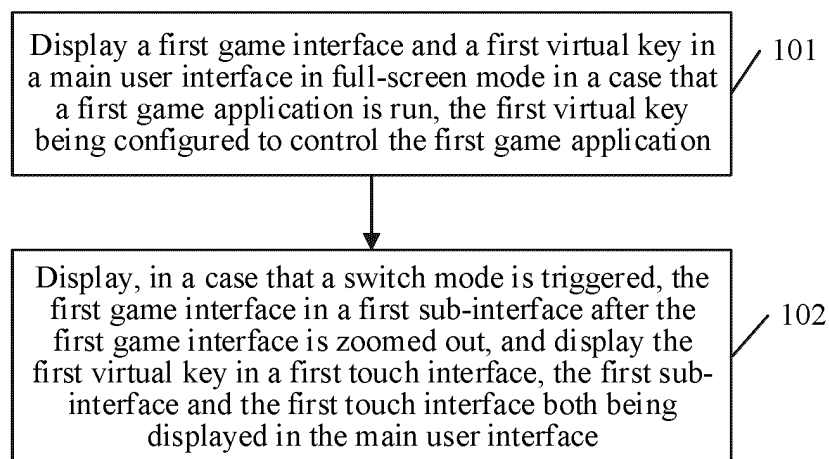 Display a first game interface and a first virtual key in
a main user interface in full-screen mode in a case that
a first game application is run, the first virtual key
being configured to control the first game application
101
Display, in a case that a switch mode is triggered, the
first game interface in a first sub-interface after the
first game interface is zoomed out, and display the
first virtual key in a first touch interface, the first sub-
interface and the first touch interface both being
displayed in the main user interface
102